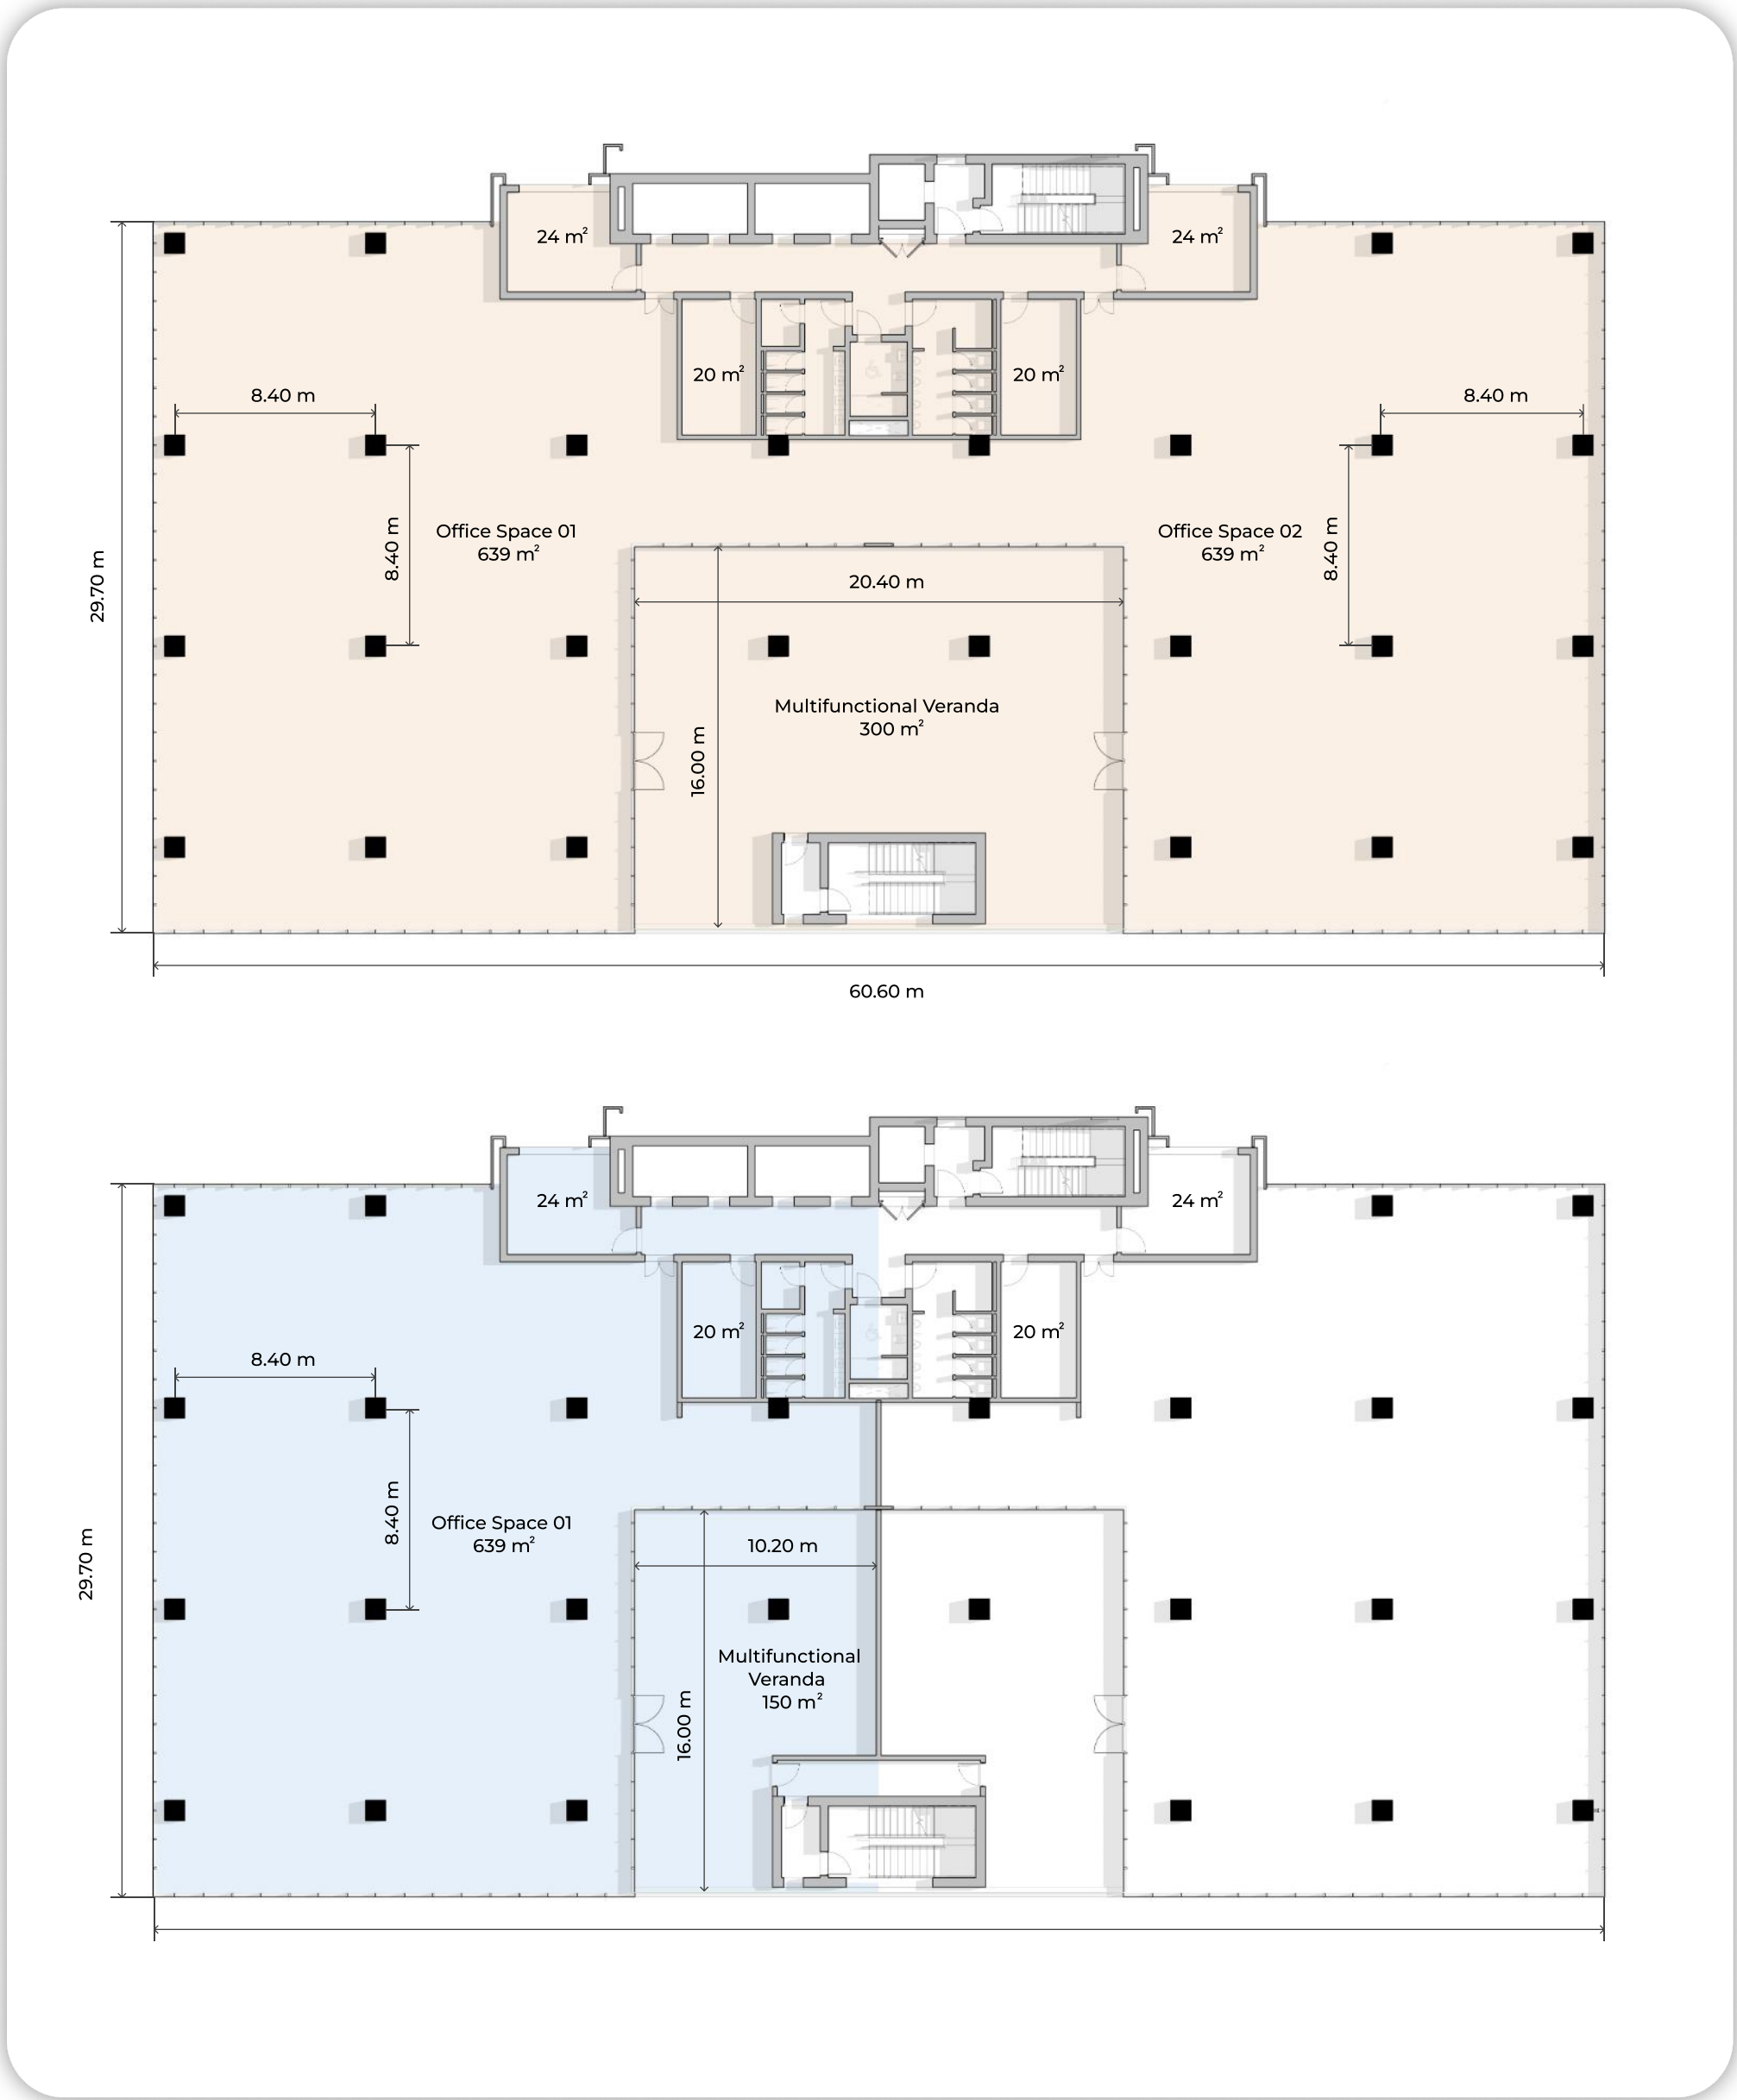 24 m²
24 m²
20 m²
20 m²
8.40 m
8.40 m
8.40 m
8.40 m
Office Space 01
639 m²
Office Space 02
639 m²
29.70 m
20.40 m
16.00 m
Multifunctional Veranda
300 m²
60.60 m
24 m²
24 m²
20 m²
20 m²
8.40 m
8.40 m
Office Space 01
639 m²
29.70 m
10.20 m
16.00 m
Multifunctional
Veranda
150 m²